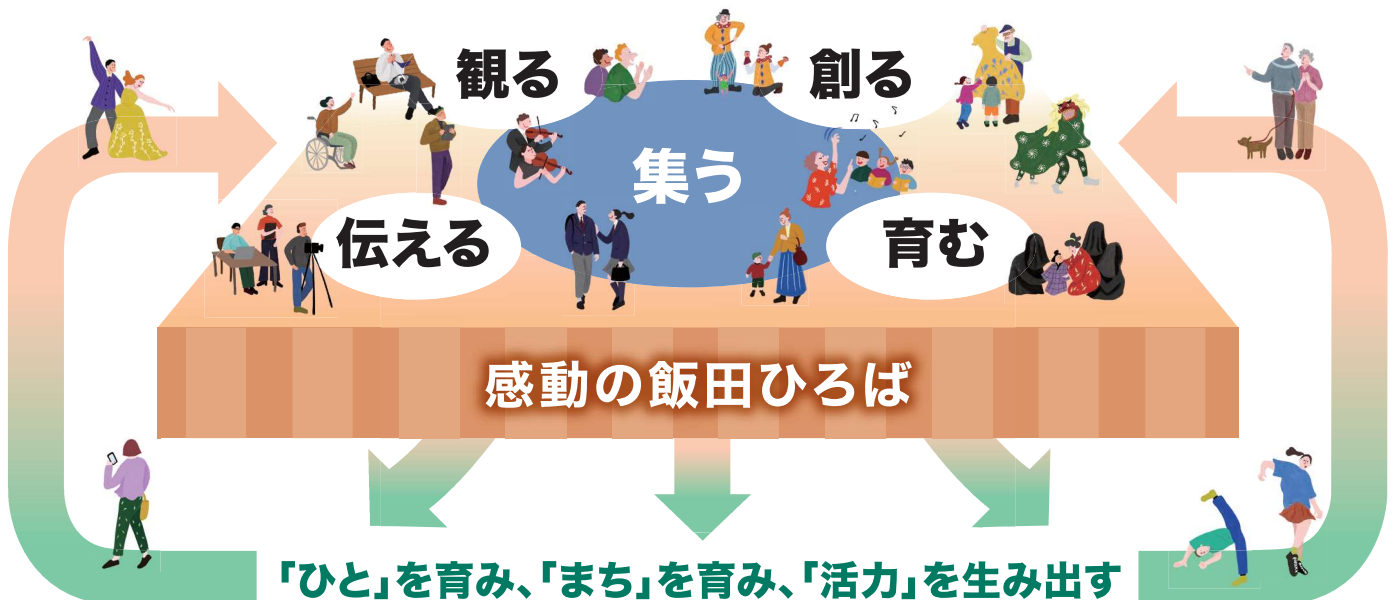 観る
創る
集う
伝える
育む
感動の飯田ひろば
「ひと」を育み、「まち」を育み、「活力」を生み出す